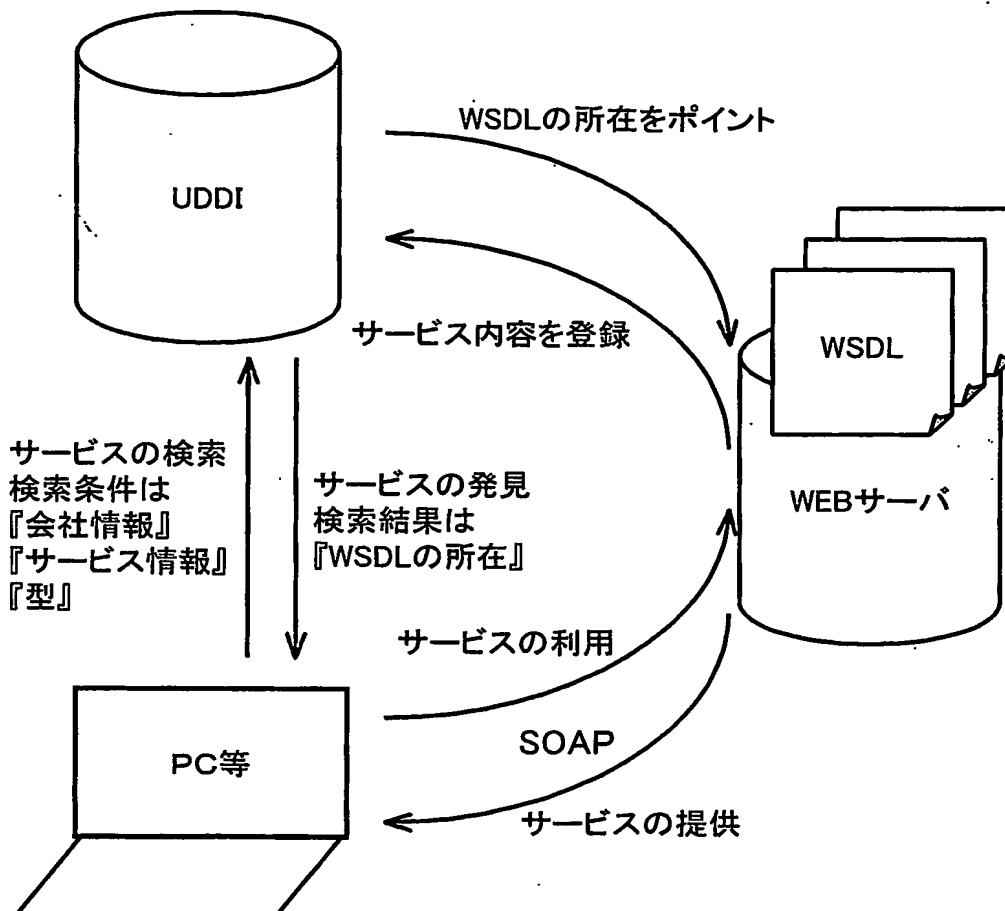 WSDLの所在をポイント
UDDI
サービス内容を登録
WSDL
WEBサーバ
サービスの検索
検索条件は
『会社情報』
『サービス情報』
『型』
サービスの発見
検索結果は
『WSDLの所在』
サービスの利用
PC等
SOAP
サービスの提供